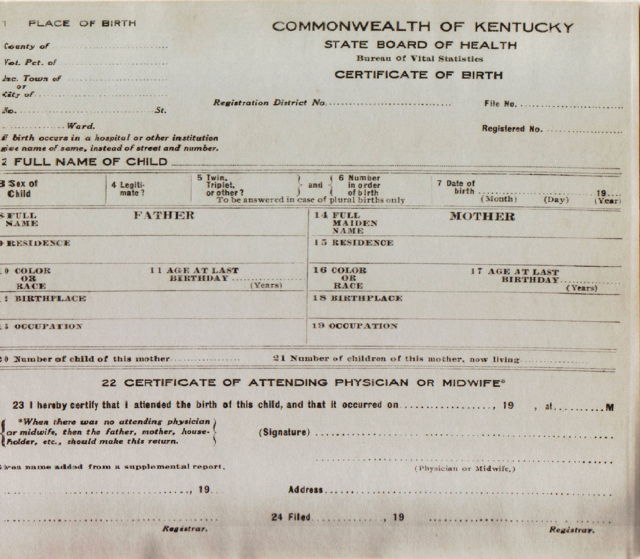 1 PLACE OF BIRTH
County of
Vot. Pct. of
Inc. Town of
or
City of
No. St.
Ward.
If birth occurs in a hospital or other institution
give name of same, instead of street and number.
COMMONWEALTH OF KENTUCKY
STATE BOARD OF HEALTH
Bureau of Vital Statistics
CERTIFICATE OF BIRTH
Registration District No. File No.
Registered No.
2 FULL NAME OF CHILD
3 Sex of
Child
4 Legiti-
mate?
5 Twin,
Triplet,
or other?
and
6 Number
in order
of birth
To be answered in case of plural births only
7 Date of
birth 19
(Month) (Day) (Year)
8 FULL
NAME
FATHER
9 RESIDENCE
10 COLOR
OR
RACE
11 AGE AT LAST
BIRTHDAY
(Years)
12 BIRTHPLACE
13 OCCUPATION
14 FULL
MAIDEN
NAME
MOTHER
15 RESIDENCE
16 COLOR
OR
RACE
17 AGE AT LAST
BIRTHDAY
(Years)
18 BIRTHPLACE
19 OCCUPATION
20 Number of child of this mother 21 Number of children of this mother, now living
22 CERTIFICATE OF ATTENDING PHYSICIAN OR MIDWIFE*
23 I hereby certify that I attended the birth of this child, and that it occurred on , 19 , at M
*When there was no attending physician
or midwife, then the father, mother, house-
holder, etc., should make this return.
(Signature)
(Physician or Midwife.)
Given name added from a supplemental report,
, 19
Address
Registrar.
24 Filed , 19
Registrar.